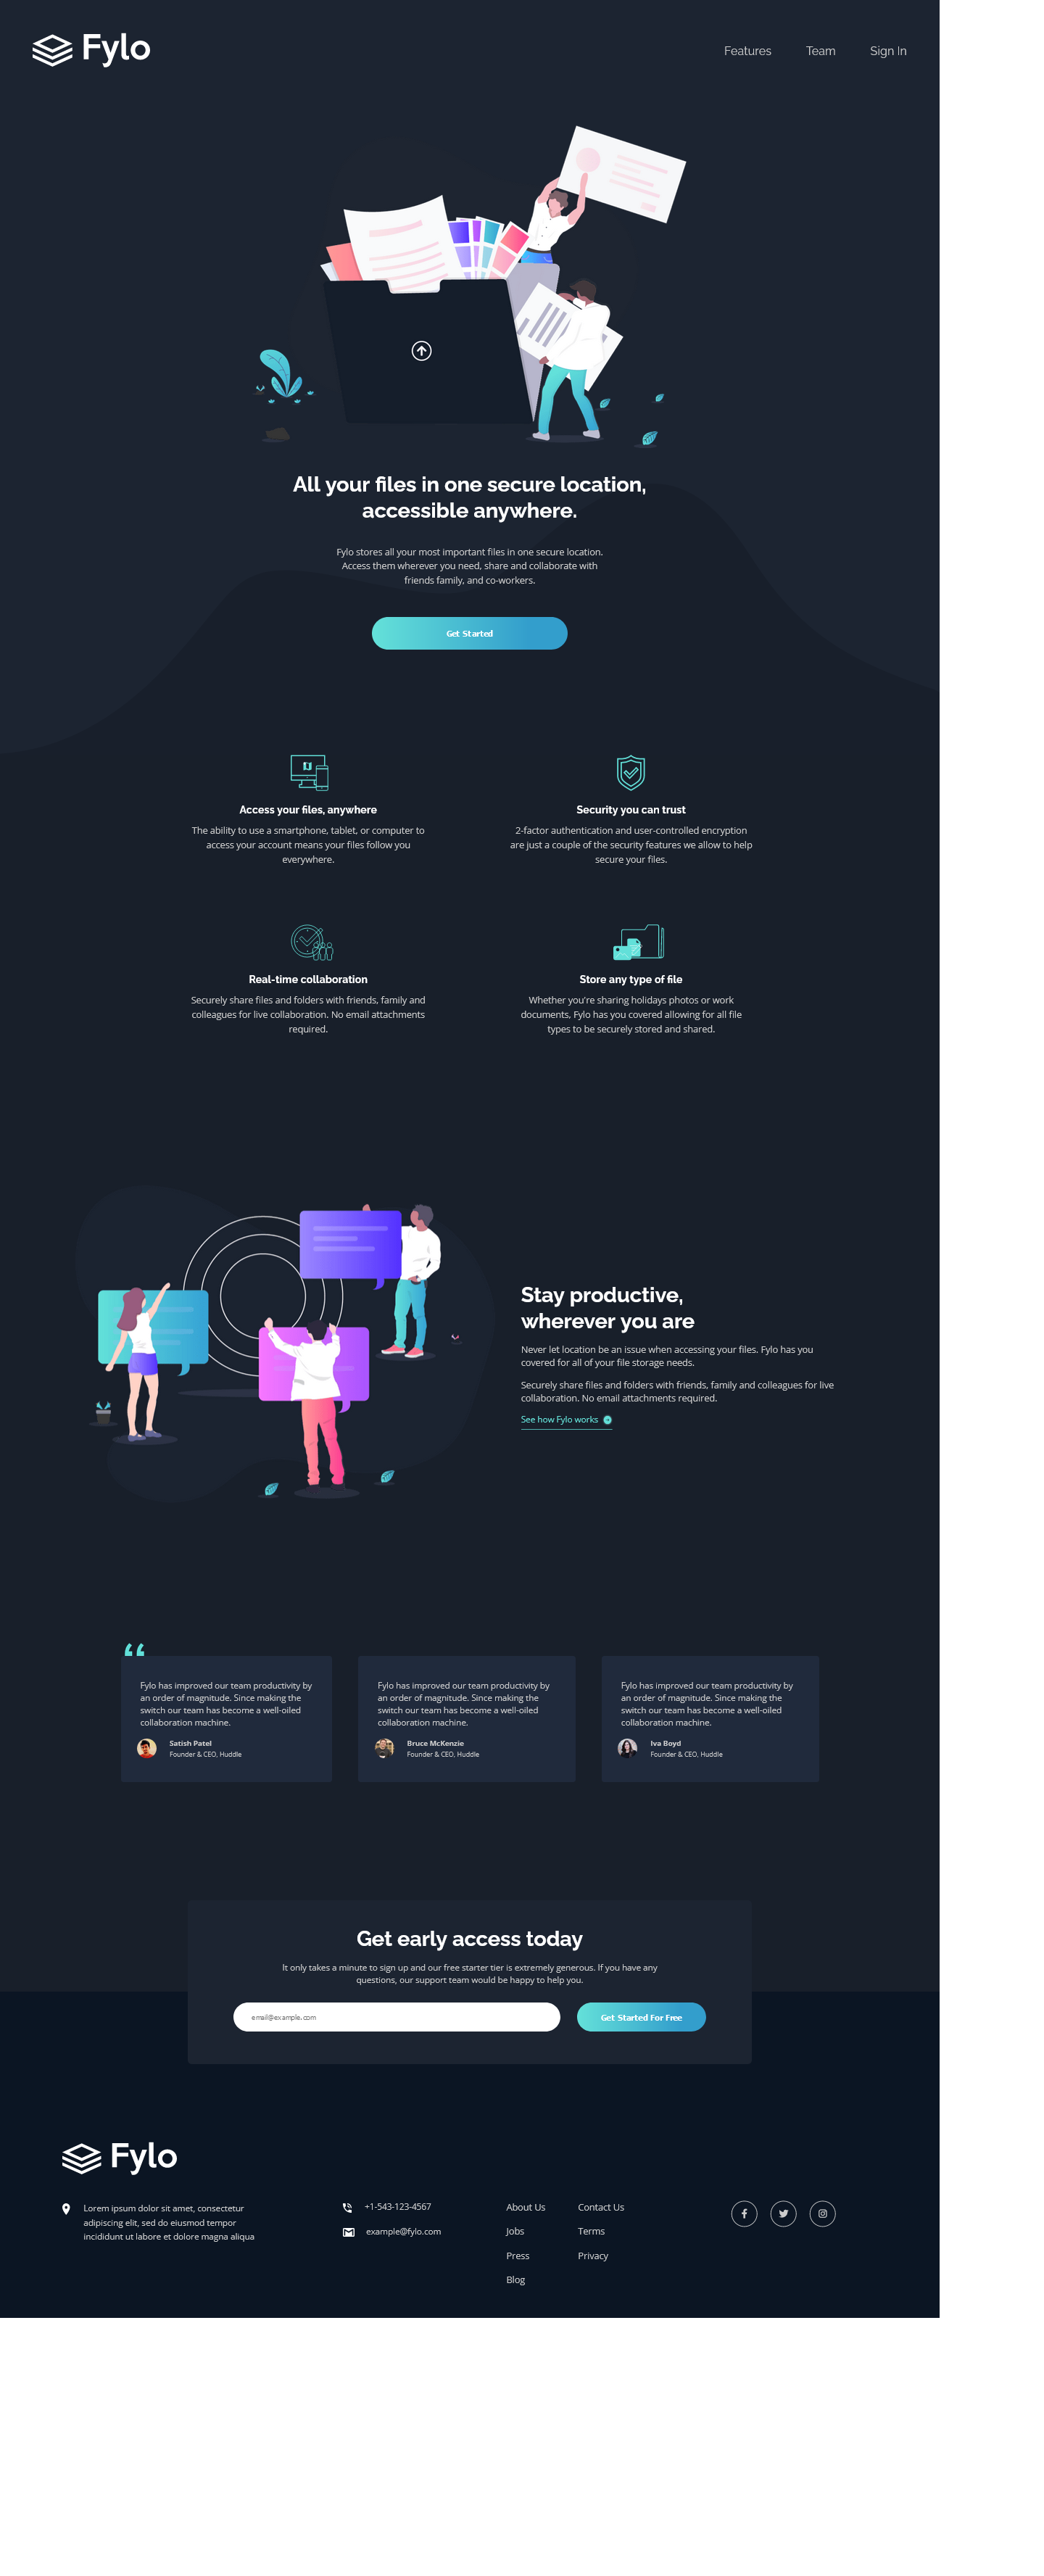 Fylo
Features
Team
Sign In
All your files in one secure location,
accessible anywhere.
Fylo stores all your most important files in one secure location.
Access them wherever you need, share and collaborate with
friends family, and co-workers.
Get Started
Access your files, anywhere
The ability to use a smartphone, tablet, or computer to
access your account means your files follow you
everywhere.
Security you can trust
2-factor authentication and user-controlled encryption
are just a couple of the security features we allow to help
secure your files.
Real-time collaboration
Securely share files and folders with friends, family and
colleagues for live collaboration. No email attachments
required.
Store any type of file
Whether you’re sharing holidays photos or work
documents, Fylo has you covered allowing for all file
types to be securely stored and shared.
Stay productive,
wherever you are
Never let location be an issue when accessing your files. Fylo has you
covered for all of your file storage needs.
Securely share files and folders with friends, family and colleagues for live
collaboration. No email attachments required.
See how Fylo works
Fylo has improved our team productivity by
an order of magnitude. Since making the
switch our team has become a well-oiled
collaboration machine.
Satish Patel
Founder & CEO, Huddle
Fylo has improved our team productivity by
an order of magnitude. Since making the
switch our team has become a well-oiled
collaboration machine.
Bruce McKenzie
Founder & CEO, Huddle
Fylo has improved our team productivity by
an order of magnitude. Since making the
switch our team has become a well-oiled
collaboration machine.
Iva Boyd
Founder & CEO, Huddle
Get early access today
It only takes a minute to sign up and our free starter tier is extremely generous. If you have any
questions, our support team would be happy to help you.
email@example.com
Get Started For Free
Fylo
Lorem ipsum dolor sit amet, consectetur
adipiscing elit, sed do eiusmod tempor
incididunt ut labore et dolore magna aliqua
+1-543-123-4567
example@fylo.com
About Us
Jobs
Press
Blog
Contact Us
Terms
Privacy